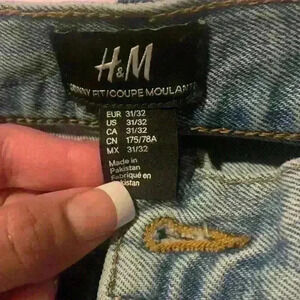 H&M
SKINNY FIT/COUPE MOULANTE
EUR 31/32
US 31/32
CA 31/32
CN 175/78A
MX 31/32
Made in
Pakistan
Fabriqué en
Pakistan